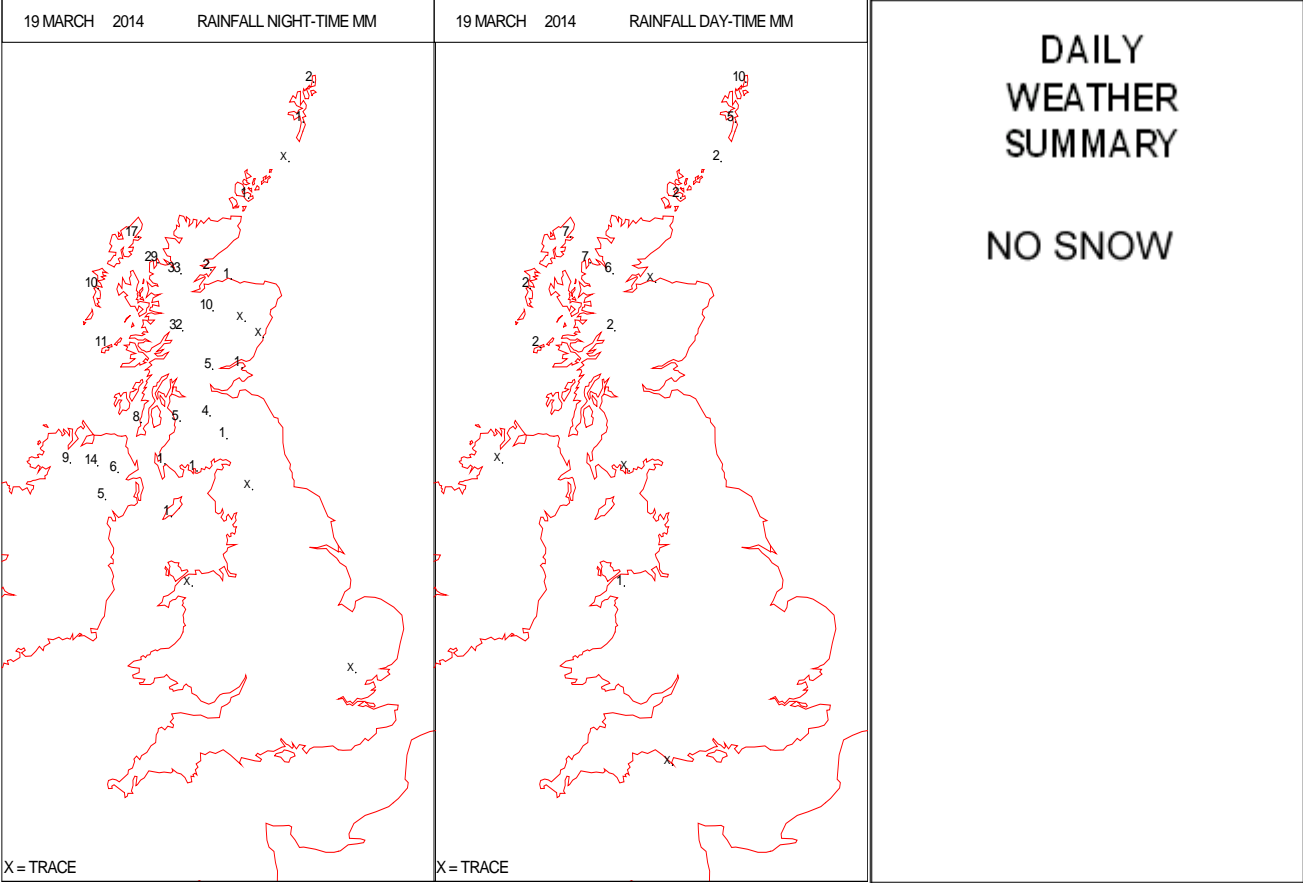 19 MARCH 2014 RAINFALL NIGHT-TIME MM
2
1
X
1
17
29
33
2
1
10
10
X
32
X
11
5
1
8
5
4
1
9
14
6
1
1
5
X
1
X
X
X = TRACE
19 MARCH 2014 RAINFALL DAY-TIME MM
10
5
2
2
7
7
6
X
2
2
2
X
X
1
X
X = TRACE
DAILY
WEATHER
SUMMARY
NO SNOW